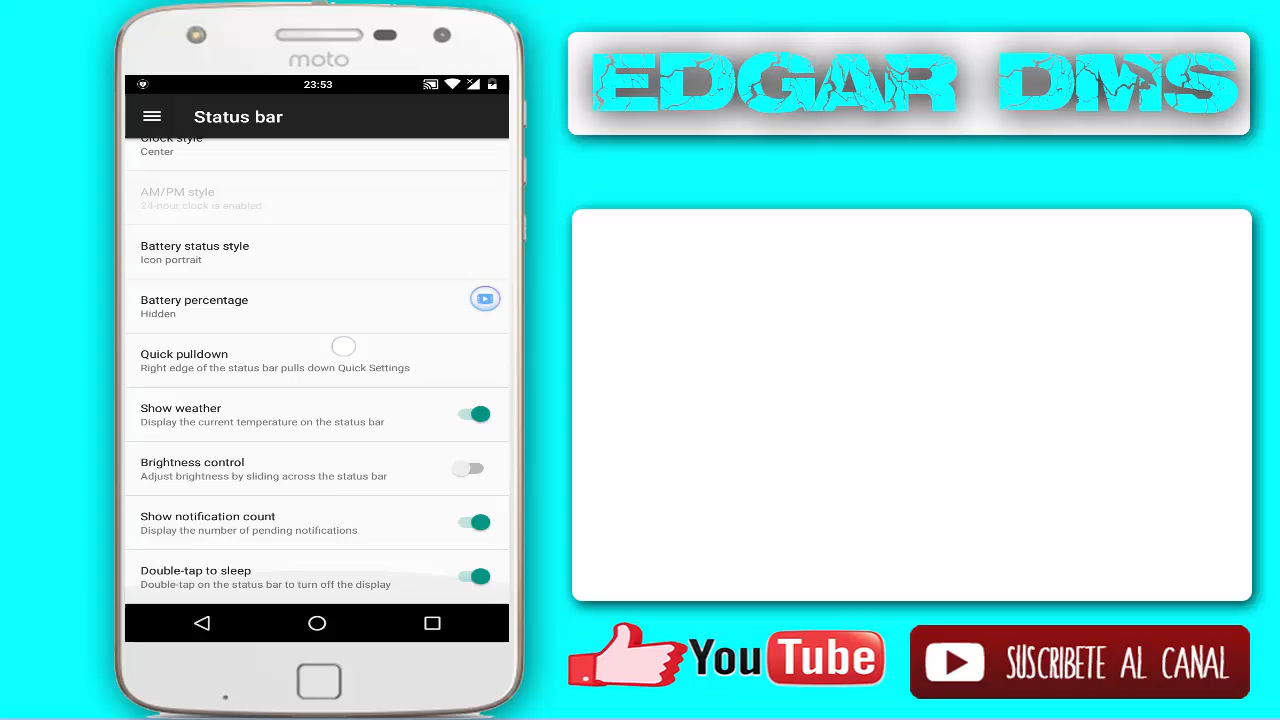 moto
23:53
Status bar
Clock style
Center
AM/PM style
24-hour clock is enabled
Battery status style
Icon portrait
Battery percentage
Hidden
Quick pulldown
Right edge of the status bar pulls down Quick Settings
Show weather
Display the current temperature on the status bar
Brightness control
Adjust brightness by sliding across the status bar
Show notification count
Display the number of pending notifications
Double-tap to sleep
Double-tap on the status bar to turn off the display
EDGAR DMS
YouTube
SUSCRIBETE AL CANAL